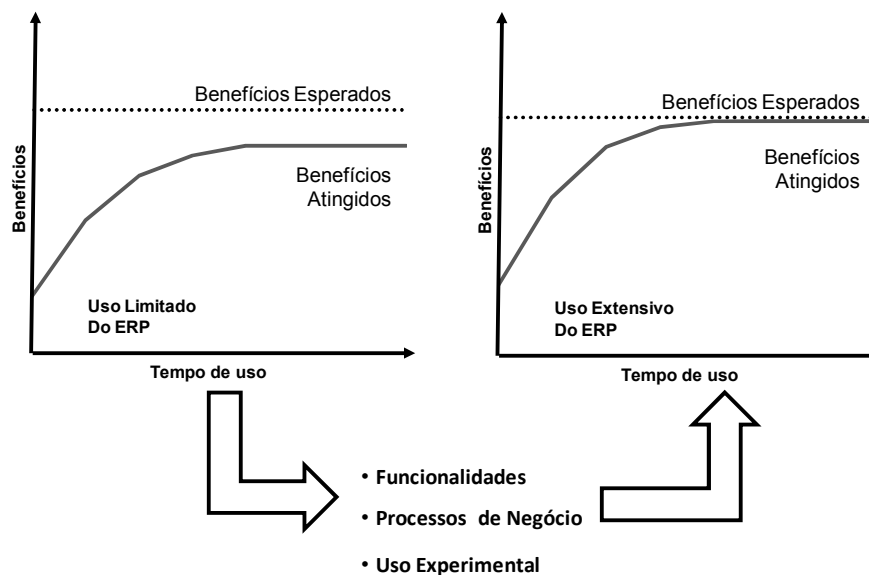 Benefícios Esperados
Benefícios
Atingidos
Benefícios
Uso Limitado
Do ERP
Tempo de uso
Benefícios Esperados
Benefícios
Atingidos
Benefícios
Uso Extensivo
Do ERP
Tempo de uso
• Funcionalidades
• Processos de Negócio
• Uso Experimental